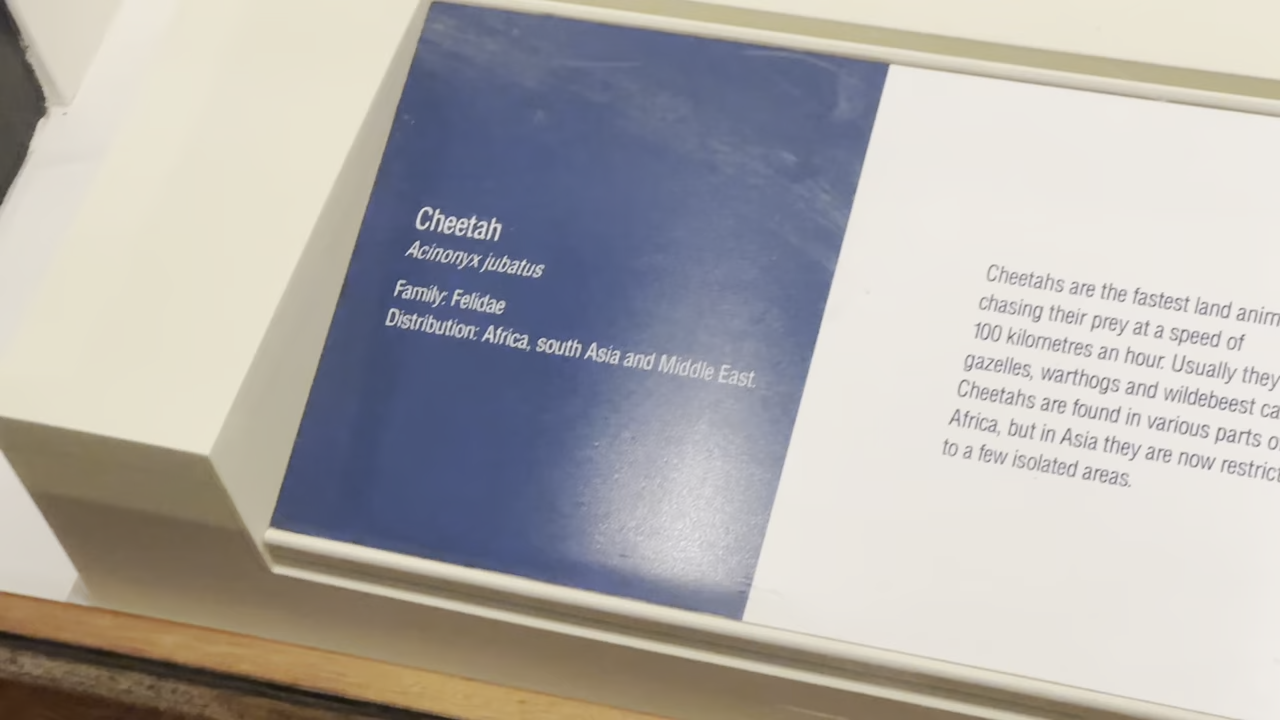 Cheetah
Acinonyx jubatus
Family: Felidae
Distribution: Africa, south Asia and Middle East.
Cheetahs are the fastest land
chasing their prey at a speed of
100 kilometres an hour. Usually they
gazelles, warthogs and wildebeest
Cheetahs are found in various parts
Africa, but in Asia they are now
to a few isolated areas.